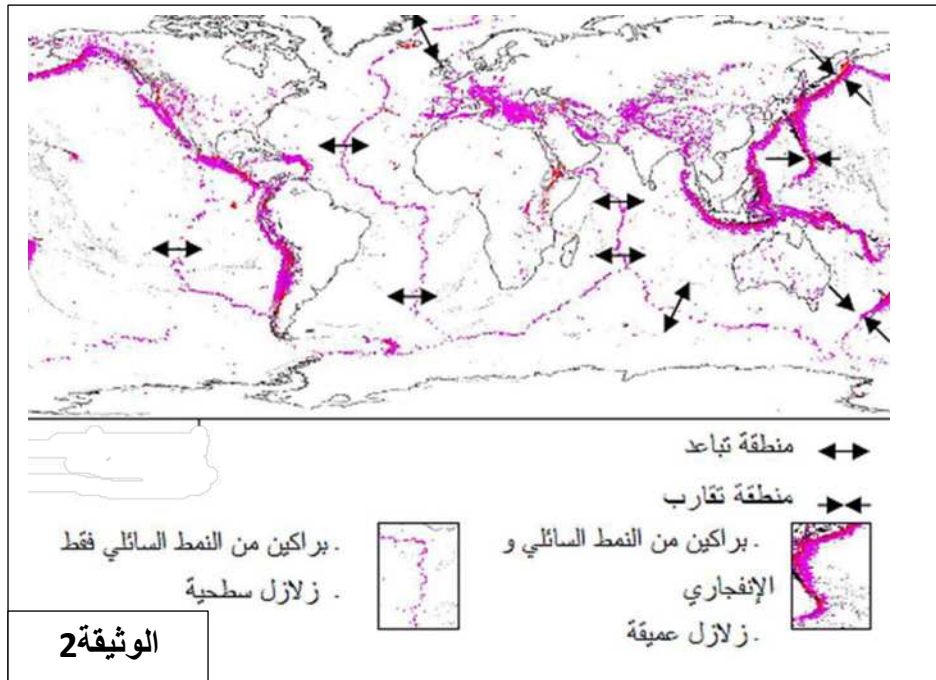 منطقة تباعد
منطقة تقارب
. براكين من النمط السائلي و
الإنفجاري
. زلازل عميقة
. براكين من النمط السائلي فقط
. زلازل سطحية
الوثيقة2